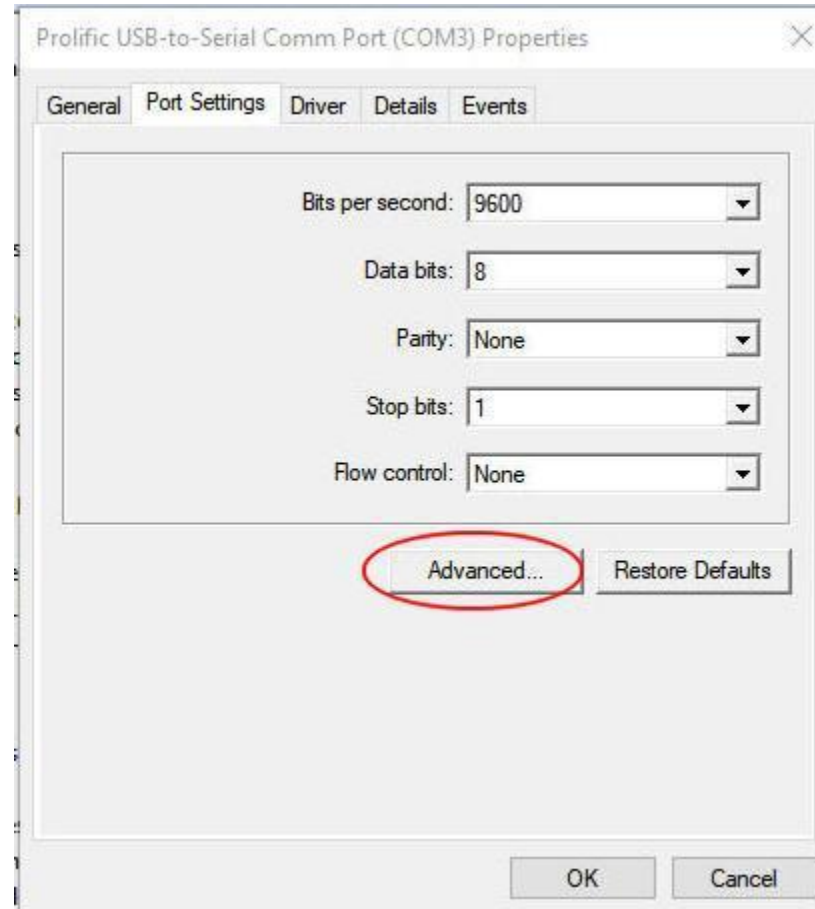 Prolific USB-to-Serial Comm Port (COM3) Properties
General Port Settings Driver Details Events
Bits per second: 9600
Data bits: 8
Parity: None
Stop bits: 1
Flow control: None
Advanced... Restore Defaults
OK Cancel